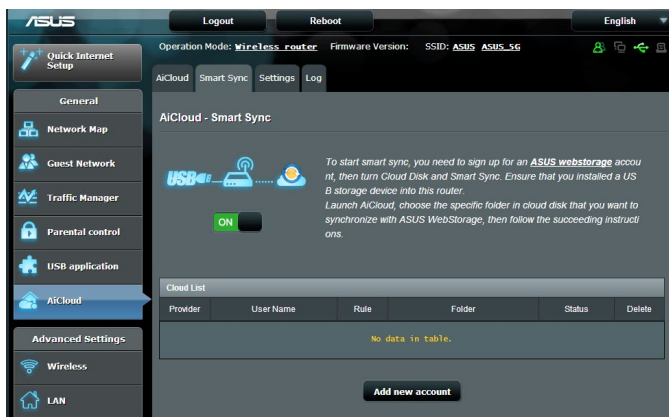 ASUS
Logout
Reboot
English
Quick Internet
Setup
Operation Mode: Wireless router Firmware Version: SSID: ASUS ASUS_5G
AiCloud
Smart Sync
Settings
Log
General
Network Map
Guest Network
Traffic Manager
Parental control
USB application
AiCloud
Advanced Settings
Wireless
LAN
AiCloud - Smart Sync
USB
ON
To start smart sync, you need to sign up for an ASUS webstorage accou
nt, then turn Cloud Disk and Smart Sync. Ensure that you installed a US
B storage device into this router.
Launch AiCloud, choose the specific folder in cloud disk that you want to
synchronize with ASUS WebStorage, then follow the succeeding instructi
ons.
Cloud List
Provider User Name Rule Folder Status Delete
No data in table.
Add new account